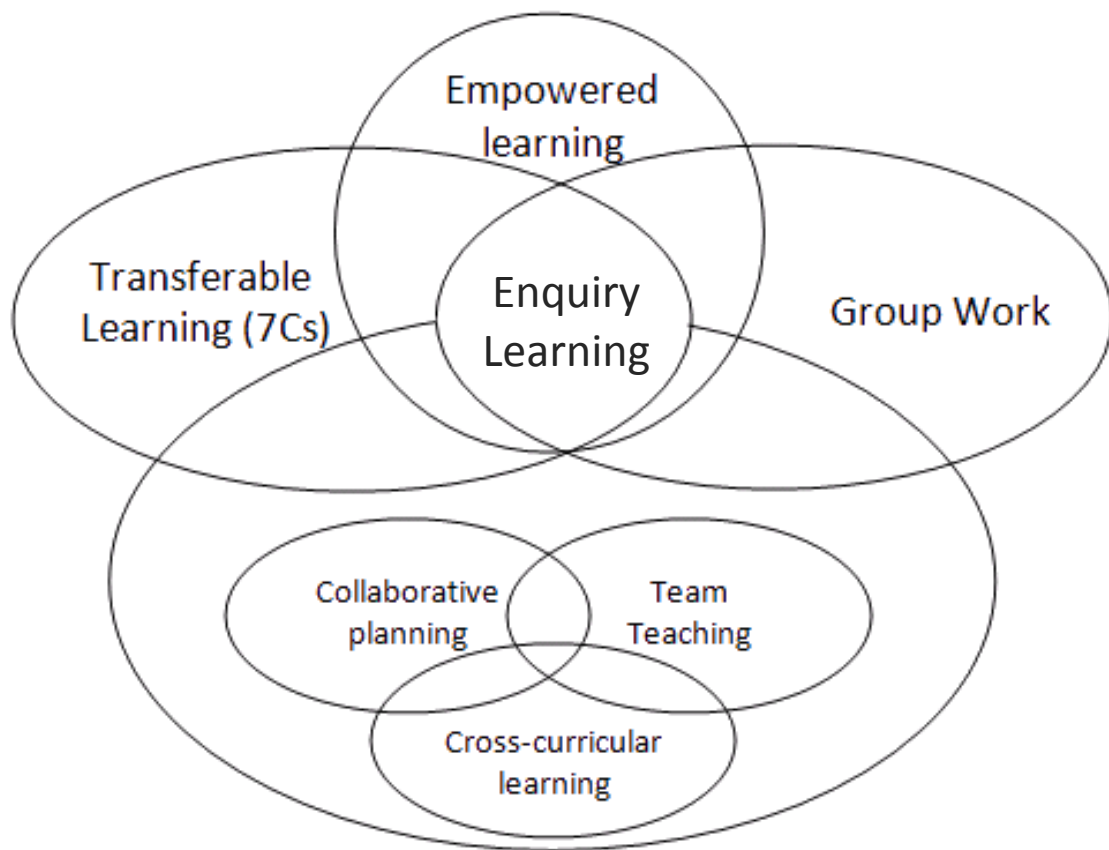 Empowered
learning
Transferable
Learning (7Cs)
Enquiry
Learning
Group Work
Collaborative
planning
Team
Teaching
Cross-curricular
learning